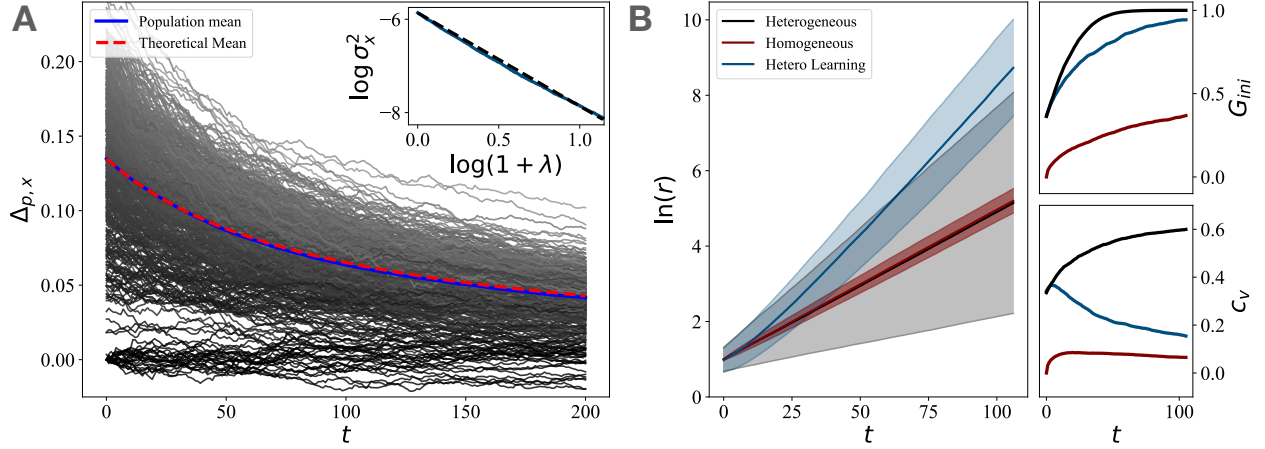 A
Population mean
Theoretical Mean
Δp,x
0.20
0.15
0.10
0.05
0.00
0
50
100
150
200
t
log σx²
−6
−8
0.0
0.5
1.0
log(1 + λ)
B
Heterogeneous
Homogeneous
Hetero Learning
ln(r)
10
8
6
4
2
0
0
25
50
75
100
t
1.0
0.5
0.0
Gini
0.6
0.4
0.2
0.0
cv
0
100
t